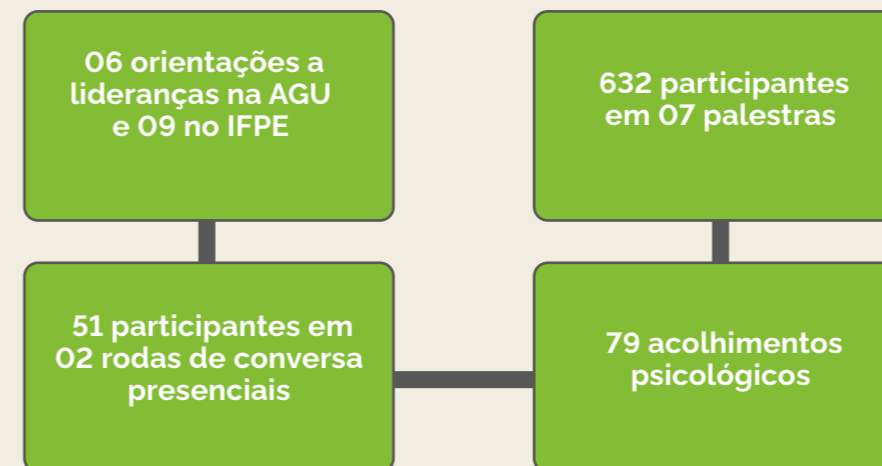 06 orientações a
lideranças na AGU
e 09 no IFPE
632 participantes
em 07 palestras
51 participantes em
02 rodas de conversa
presenciais
79 acolhimentos
psicológicos